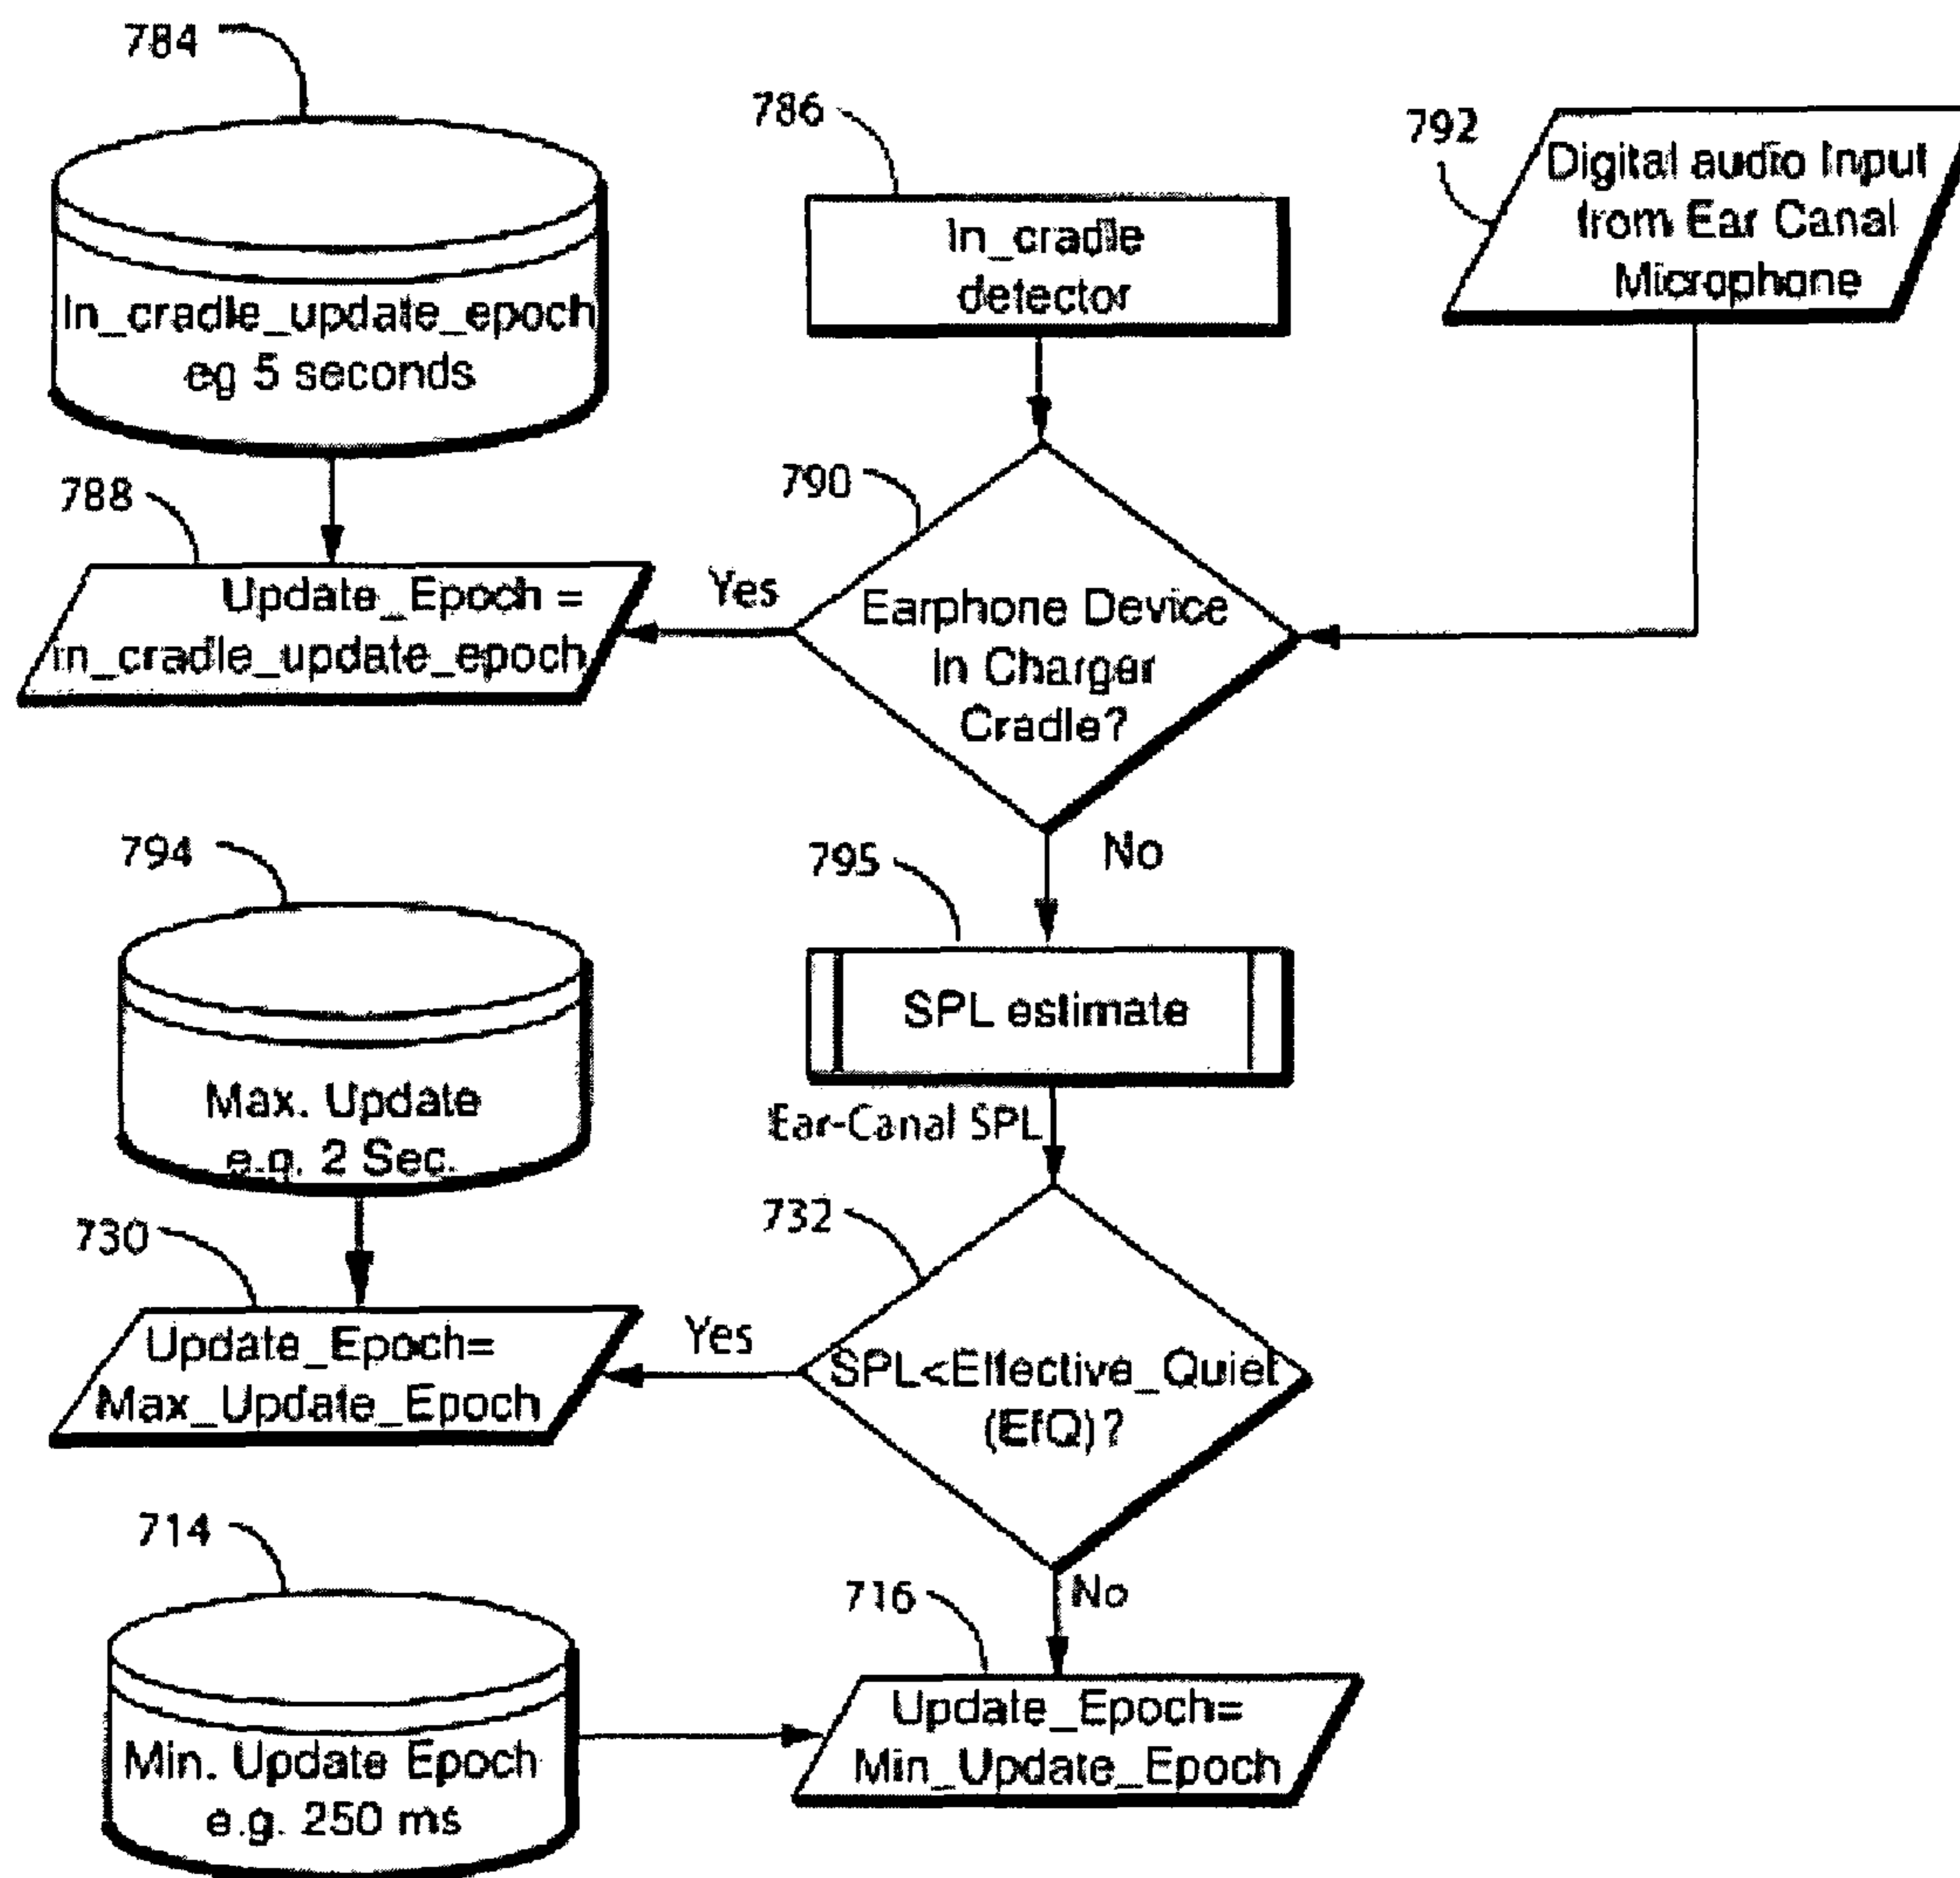 784
In_cradle_update_epoch
eg 5 seconds
786
In_cradle
detector
792
Digital audio Input
from Ear Canal
Microphone
788
Update_Epoch =
in_cradle_update_epoch
Yes
790
Earphone Device
in Charger
Cradle?
No
794
Max. Update
e.g. 2 Sec.
795
SPL estimate
Ear-Canal SPL
730
Update_Epoch=
Max_Update_Epoch
Yes
732
SPL<Effective_Quiet
(EfQ)?
No
714
Min. Update Epoch
e.g. 250 ms
716
Update_Epoch=
Min_Update_Epoch